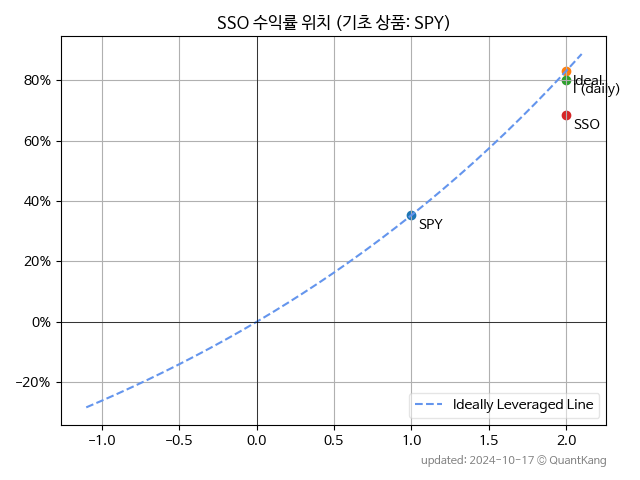 SSO 수익률 위치 (기초 상품: SPY)
80%
60%
40%
20%
0%
−20%
Ideal
I (daily)
SSO
SPY
Ideally Leveraged Line
−1.0 −0.5 0.0 0.5 1.0 1.5 2.0
updated: 2024-10-17 © QuantKang